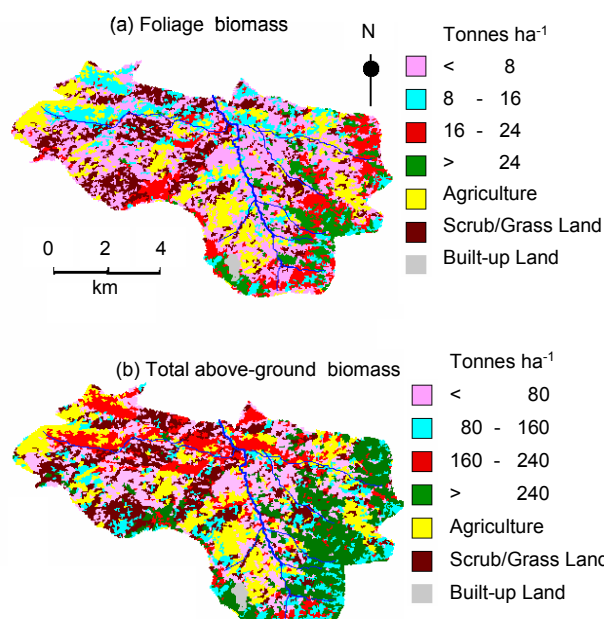 (a) Foliage biomass
N
Tonnes ha⁻¹
< 8
8 - 16
16 - 24
> 24
Agriculture
Scrub/Grass Land
Built-up Land
0 2 4
km
(b) Total above-ground biomass
Tonnes ha⁻¹
< 80
80 - 160
160 - 240
> 240
Agriculture
Scrub/Grass Land
Built-up Land